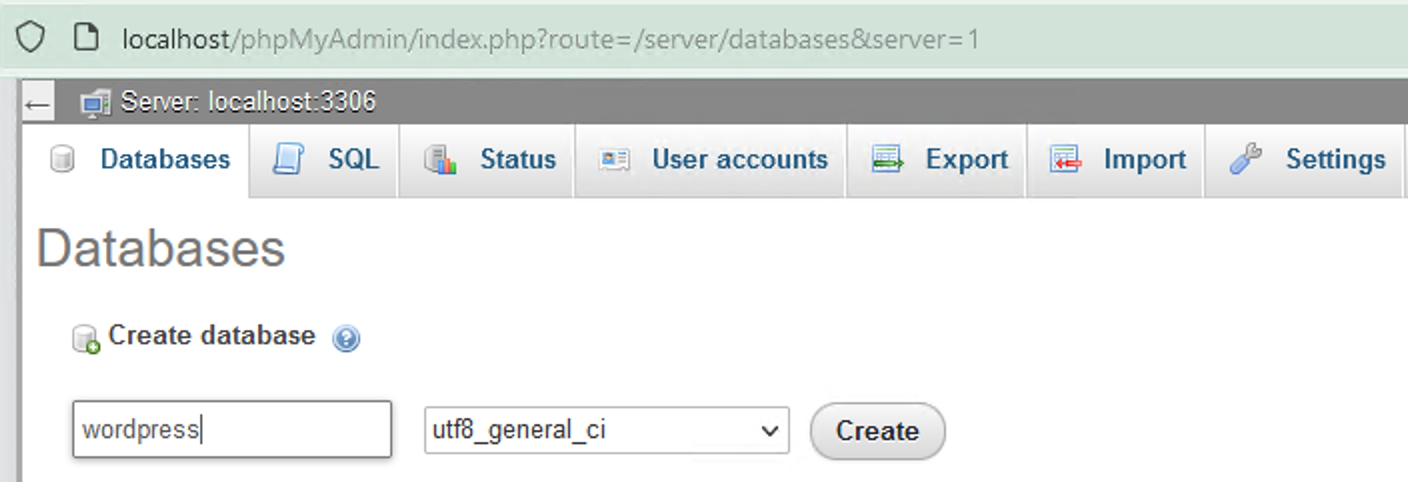 localhost/phpMyAdmin/index.php?route=/server/databases&server=1
Server: localhost:3306
Databases SQL Status User accounts Export Import Settings
Databases
Create database
wordpress utf8_general_ci Create